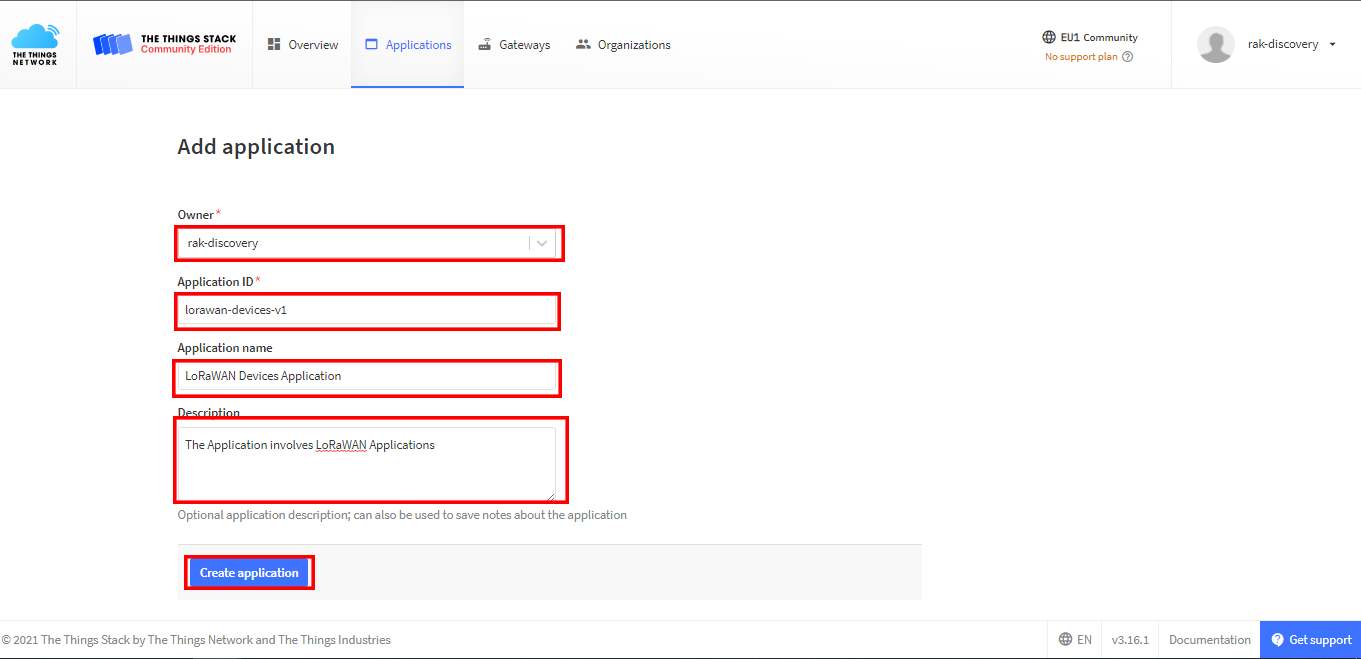 THE THINGS
NETWORK
THE THINGS STACK
Community Edition
Overview
Applications
Gateways
Organizations
EU1 Community
No support plan ?
rak-discovery
Add application
Owner*
rak-discovery
Application ID*
lorawan-devices-v1
Application name
LoRaWAN Devices Application
Description
The Application involves LoRaWAN Applications
Optional application description; can also be used to save notes about the application
Create application
© 2021 The Things Stack by The Things Network and The Things Industries
EN
v3.16.1
Documentation
? Get support